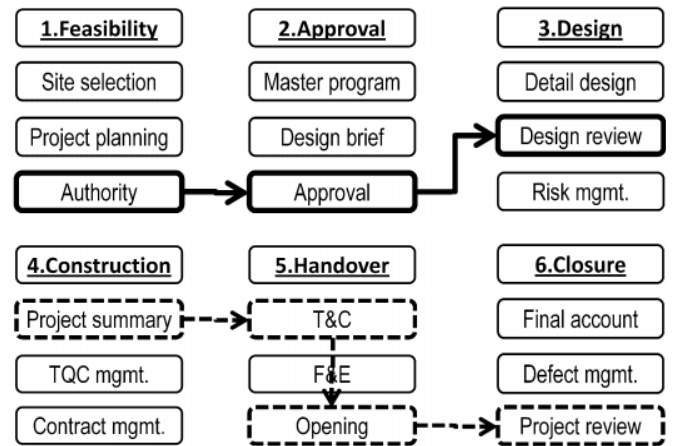 1.Feasibility
2.Approval
3.Design
Site selection
Master program
Detail design
Project planning
Design brief
Design review
Authority
Approval
Risk mgmt.
4.Construction
5.Handover
6.Closure
Project summary
T&C
Final account
TQC mgmt.
F&E
Defect mgmt.
Contract mgmt.
Opening
Project review